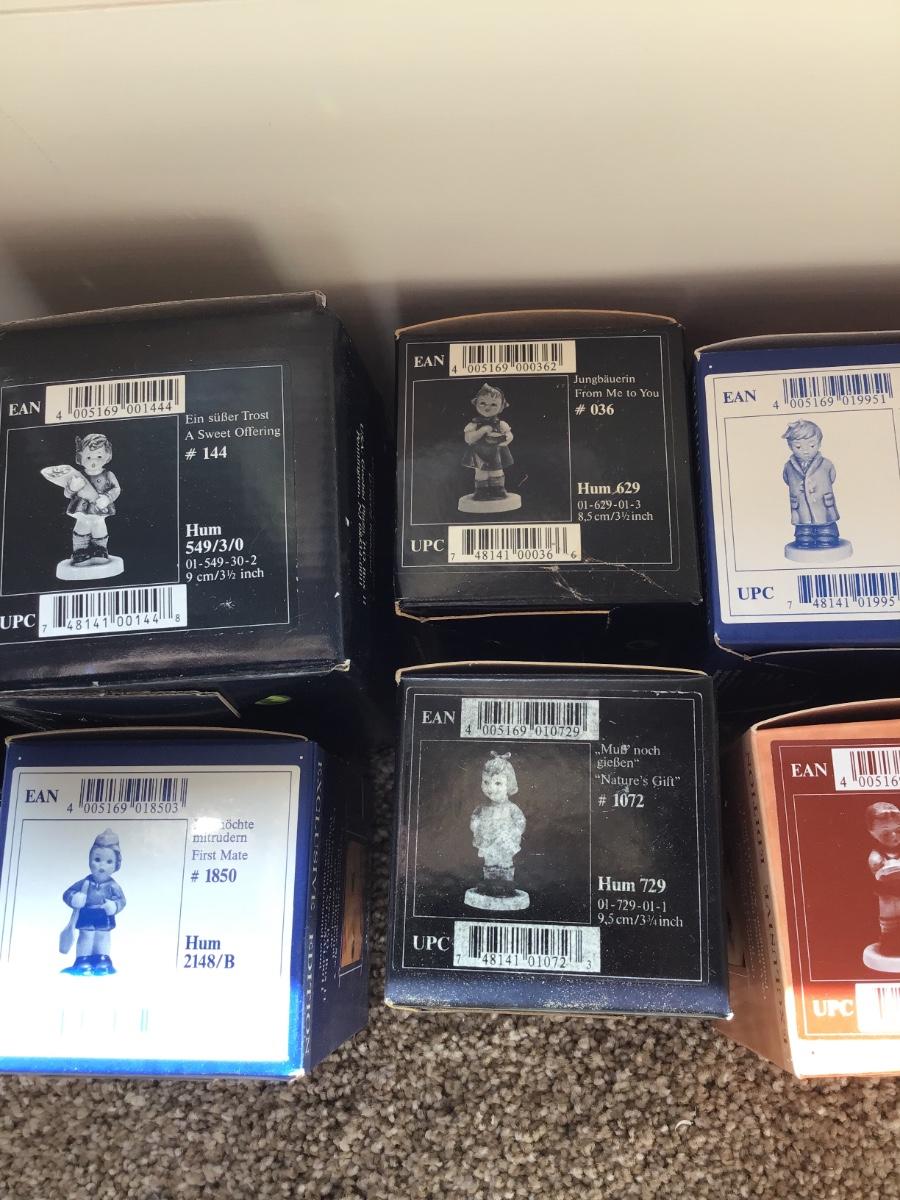 EAN
4 005169 001444
Ein süßer Trost
A Sweet Offering
# 144
Hum
549/3/0
01-549-30-2
9 cm/3½ inch
UPC
7 48141 00144 8
EAN
4 005169 000362
Jungbäuerin
From Me to You
# 036
Hum 629
01-629-01-3
8,5 cm/3½ inch
UPC
7 48141 00036 6
EAN
4 005169 019951
UPC
7 48141 01995
EAN
4 005169 018503
möchte
mitrudern
First Mate
# 1850
Hum
2148/B
EXCLUSIVE EDITION
EAN
4 005169 010729
„Muß noch
gießen“
“Nature's Gift”
# 1072
Hum 729
01-729-01-1
9,5 cm/3¾ inch
UPC
7 48141 01072 3
EAN
4 00516
UPC